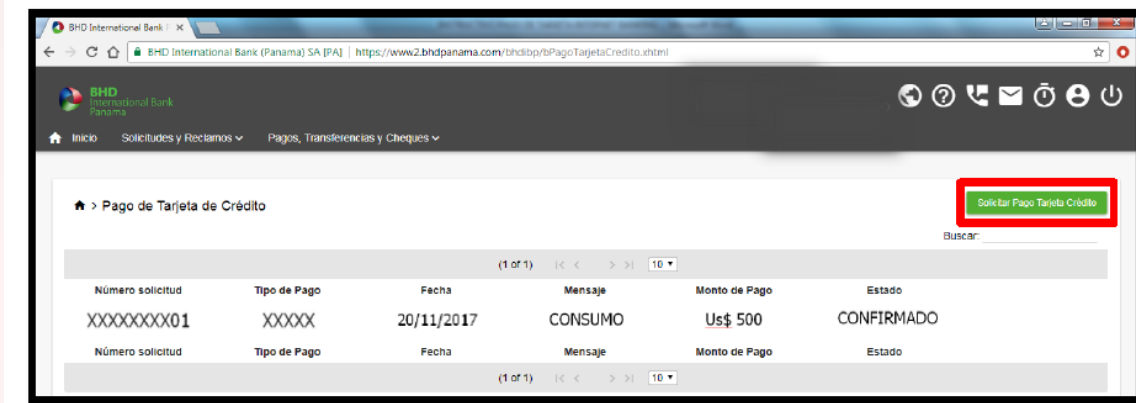 BHD International Bank
BHD International Bank (Panama) SA [PA] | https://www2.bhdpanama.com/bhdibp/bPagoTarjetaCredito.xhtml
BHD
International Bank
Panama
Inicio Solicitudes y Reclamos Pagos, Transferencias y Cheques
> Pago de Tarjeta de Crédito
Solicitar Pago Tarjeta Crédito
Buscar:
(1 of 1) |< < > >| 10
Número solicitud Tipo de Pago Fecha Mensaje Monto de Pago Estado
XXXXXXXX01 XXXXX 20/11/2017 CONSUMO Us$ 500 CONFIRMADO
Número solicitud Tipo de Pago Fecha Mensaje Monto de Pago Estado
(1 of 1) |< < > >| 10